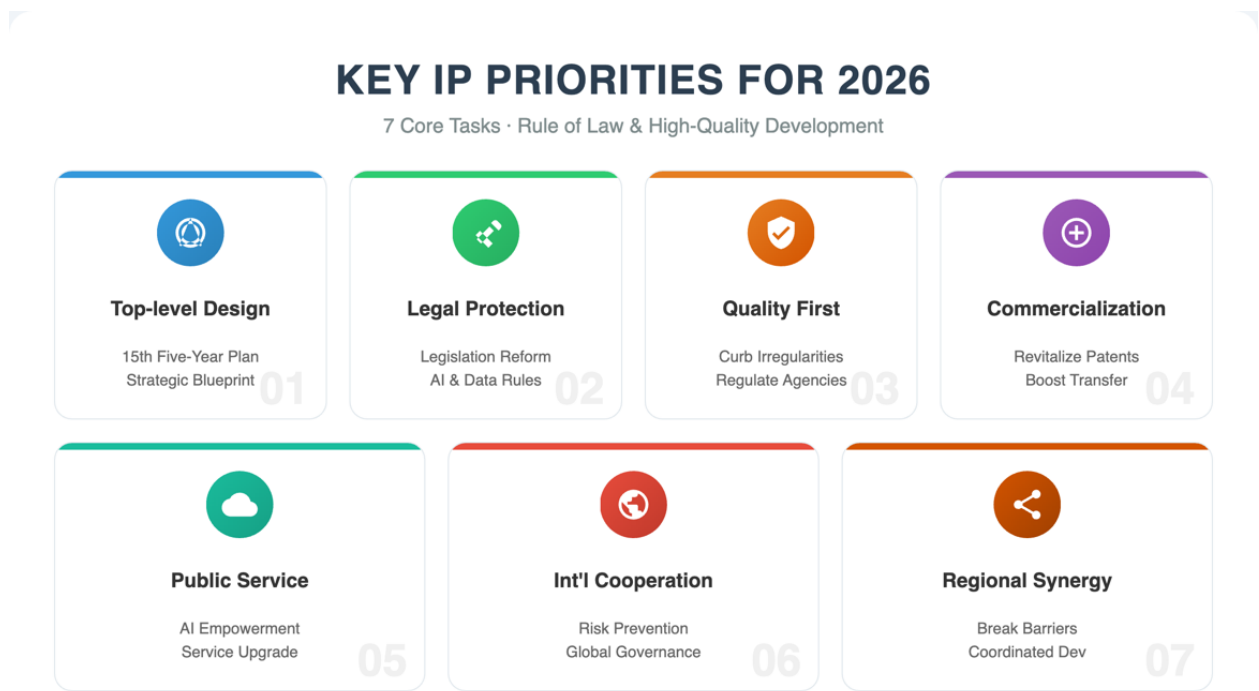 KEY IP PRIORITIES FOR 2026
7 Core Tasks · Rule of Law & High-Quality Development
Top-level Design
15th Five-Year Plan
Strategic Blueprint
01
Legal Protection
Legislation Reform
AI & Data Rules
02
Quality First
Curb Irregularities
Regulate Agencies
03
Commercialization
Revitalize Patents
Boost Transfer
04
Public Service
AI Empowerment
Service Upgrade
05
Int'l Cooperation
Risk Prevention
Global Governance
06
Regional Synergy
Break Barriers
Coordinated Dev
07